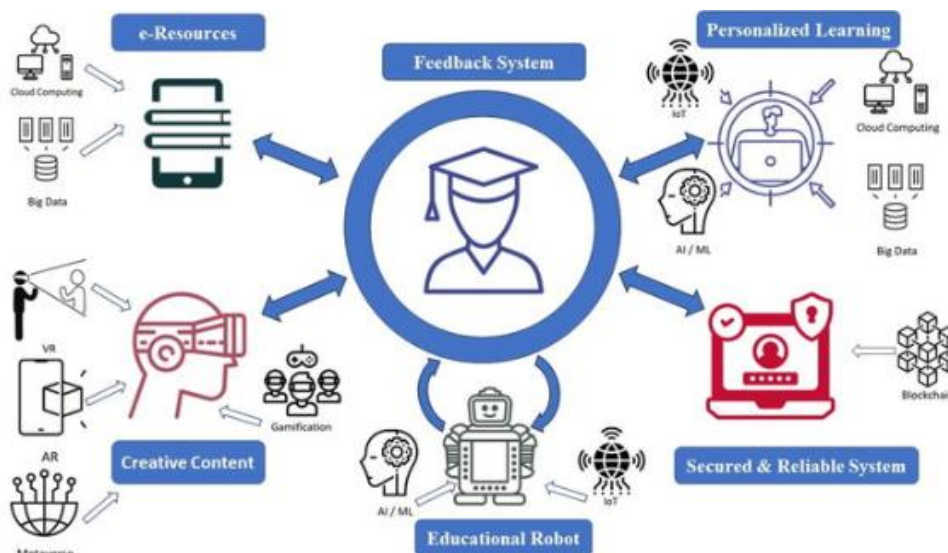 e-Resources
Cloud Computing
Big Data
Feedback System
Personalized Learning
IoT
Cloud Computing
AI / ML
Big Data
VR
AR
Gamification
Creative Content
AI / ML
IoT
Educational Robot
Blockchain
Secured & Reliable System